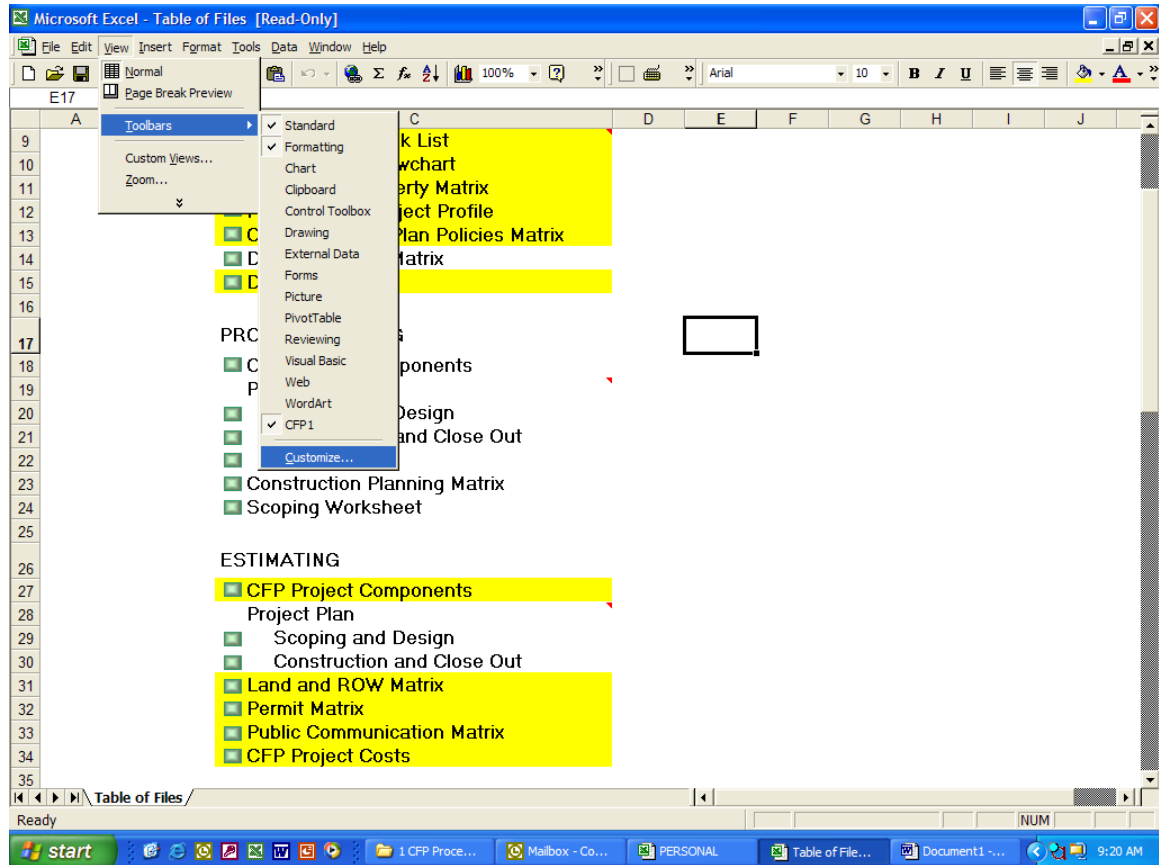 Microsoft Excel - Table of Files [Read-Only]
File Edit View Insert Format Tools Data Window Help
100% Arial 10 B I U
E17
Normal
Page Break Preview
Toolbars
Custom Views...
Zoom...
Standard
Formatting
Chart
Clipboard
Control Toolbox
Drawing
External Data
Forms
Picture
PivotTable
Reviewing
Visual Basic
Web
WordArt
CFP1
Customize...
A C D E F G H I J
9 k List
10 wchart
11 erty Matrix
12 ject Profile
13 C Plan Policies Matrix
14 D Matrix
15 D
16
17 PRO
18 C ponents
19 P
20 Design
21 and Close Out
22
23 Construction Planning Matrix
24 Scoping Worksheet
25
26 ESTIMATING
27 CFP Project Components
28 Project Plan
29 Scoping and Design
30 Construction and Close Out
31 Land and ROW Matrix
32 Permit Matrix
33 Public Communication Matrix
34 CFP Project Costs
35
Table of Files
Ready NUM
start 1 CFP Proce... Mailbox - Co... PERSONAL Table of File... Document1 -... 9:20 AM